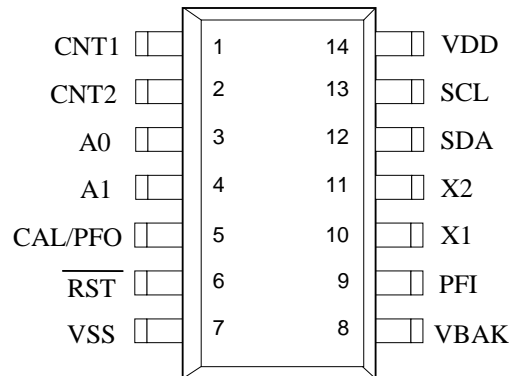 CNT1 1 14 VDD
CNT2 2 13 SCL
A0 3 12 SDA
A1 4 11 X2
CAL/PFO 5 10 X1
RST 6 9 PFI
VSS 7 8 VBAK